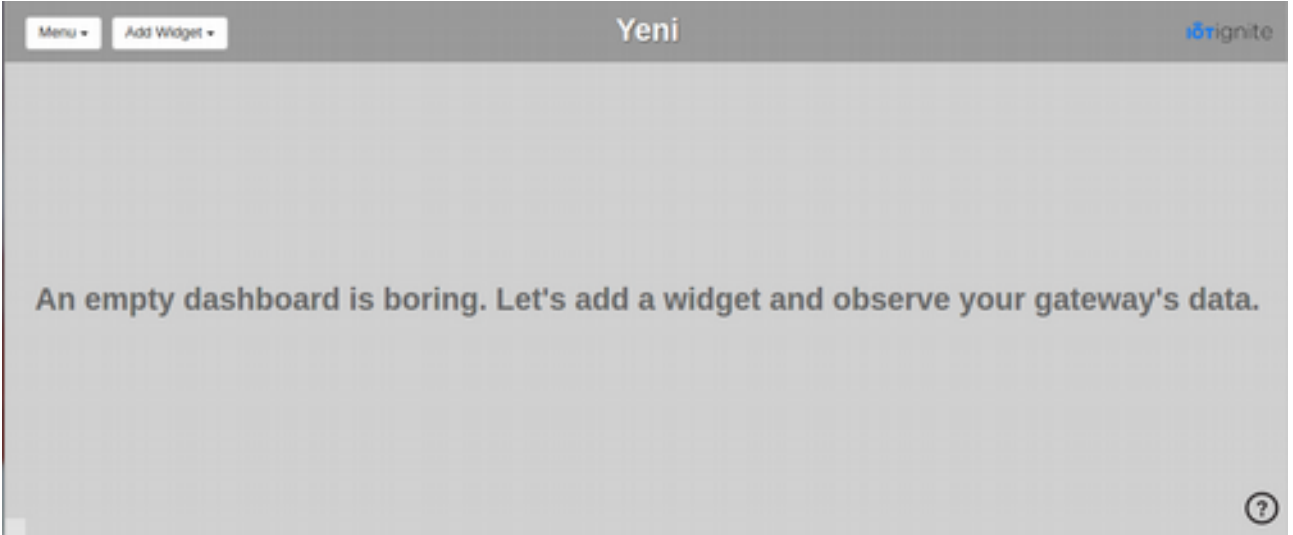 Menu
Add Widget
Yeni
IOTignite
An empty dashboard is boring. Let's add a widget and observe your gateway's data.
?